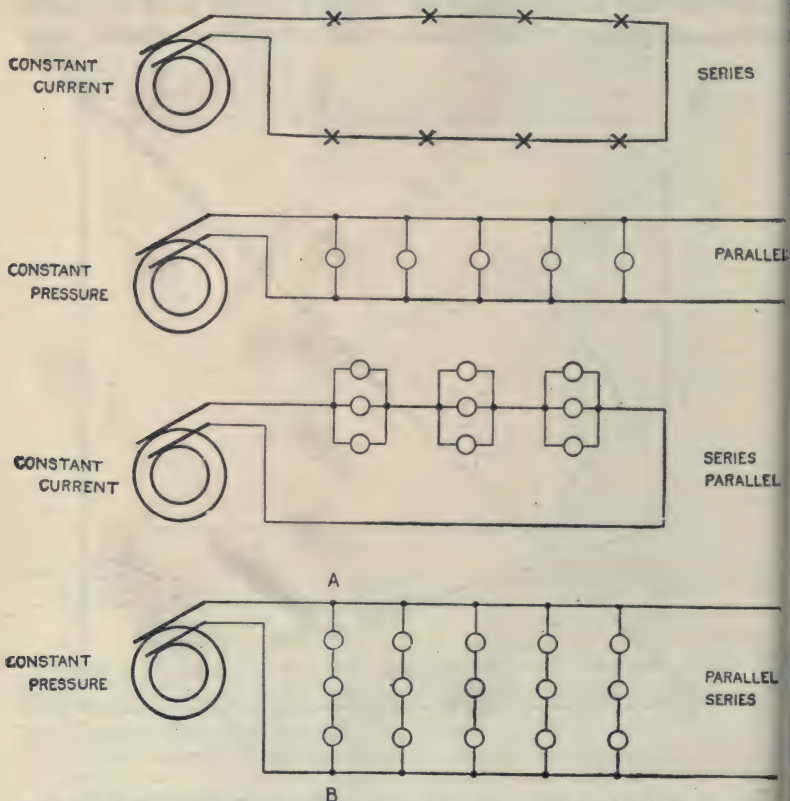 CONSTANT
CURRENT
SERIES
CONSTANT
PRESSURE
PARALLEL
CONSTANT
CURRENT
SERIES
PARALLEL
A
CONSTANT
PRESSURE
PARALLEL
SERIES
B